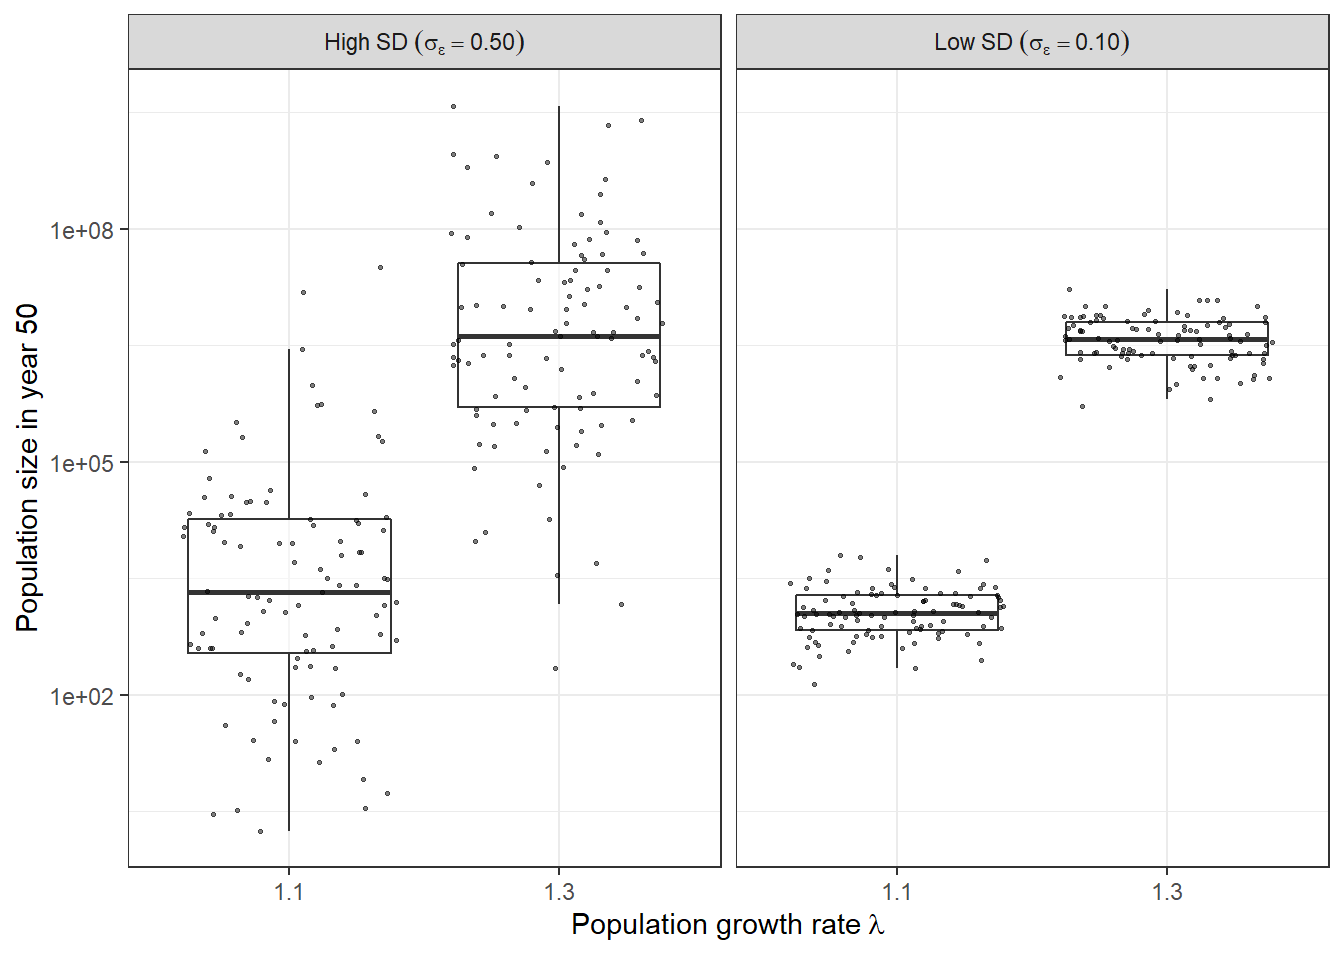 High SD (σε = 0.50)
Low SD (σε = 0.10)
Population size in year 50
1e+08
1e+05
1e+02
1.1
1.3
1.1
1.3
Population growth rate λ